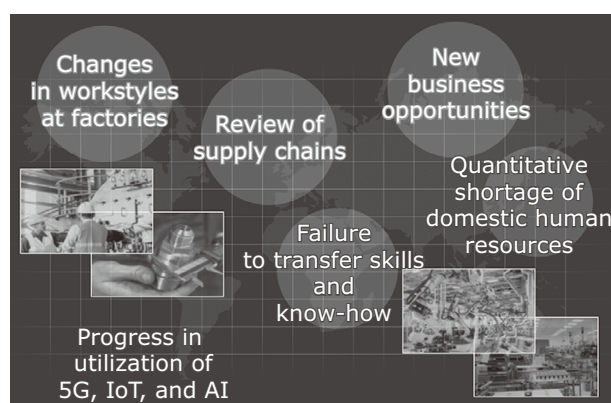 Changes
in workstyles
at factories
Review of
supply chains
New
business
opportunities
Quantitative
shortage of
domestic human
resources
Failure
to transfer skills
and
know-how
Progress in
utilization of
5G, IoT, and AI